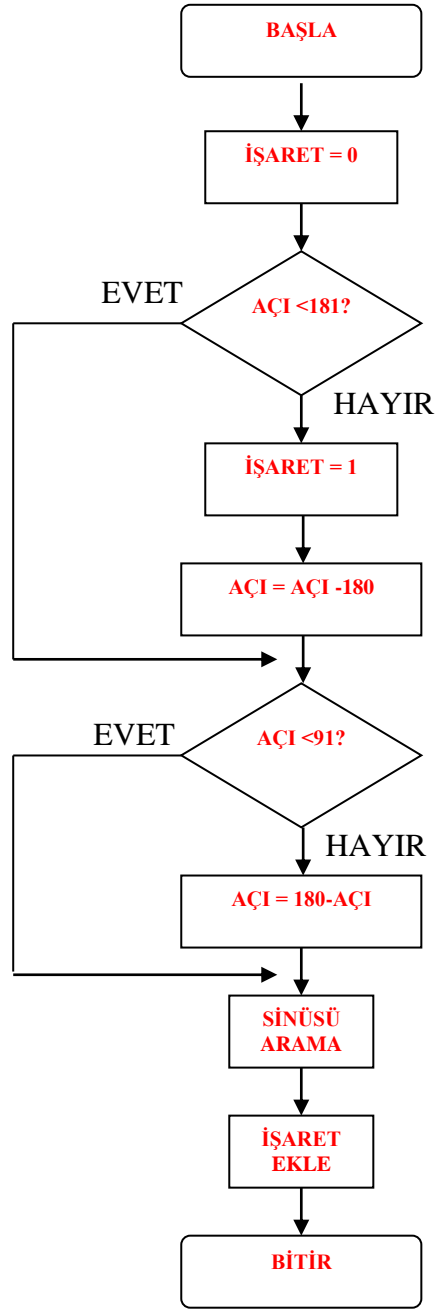 BAŞLA
İŞARET = 0
EVET
AÇI <181?
HAYIR
İŞARET = 1
AÇI = AÇI -180
EVET
AÇI <91?
HAYIR
AÇI = 180-AÇI
SİNÜSÜ
ARAMA
İŞARET
EKLE
BİTİR